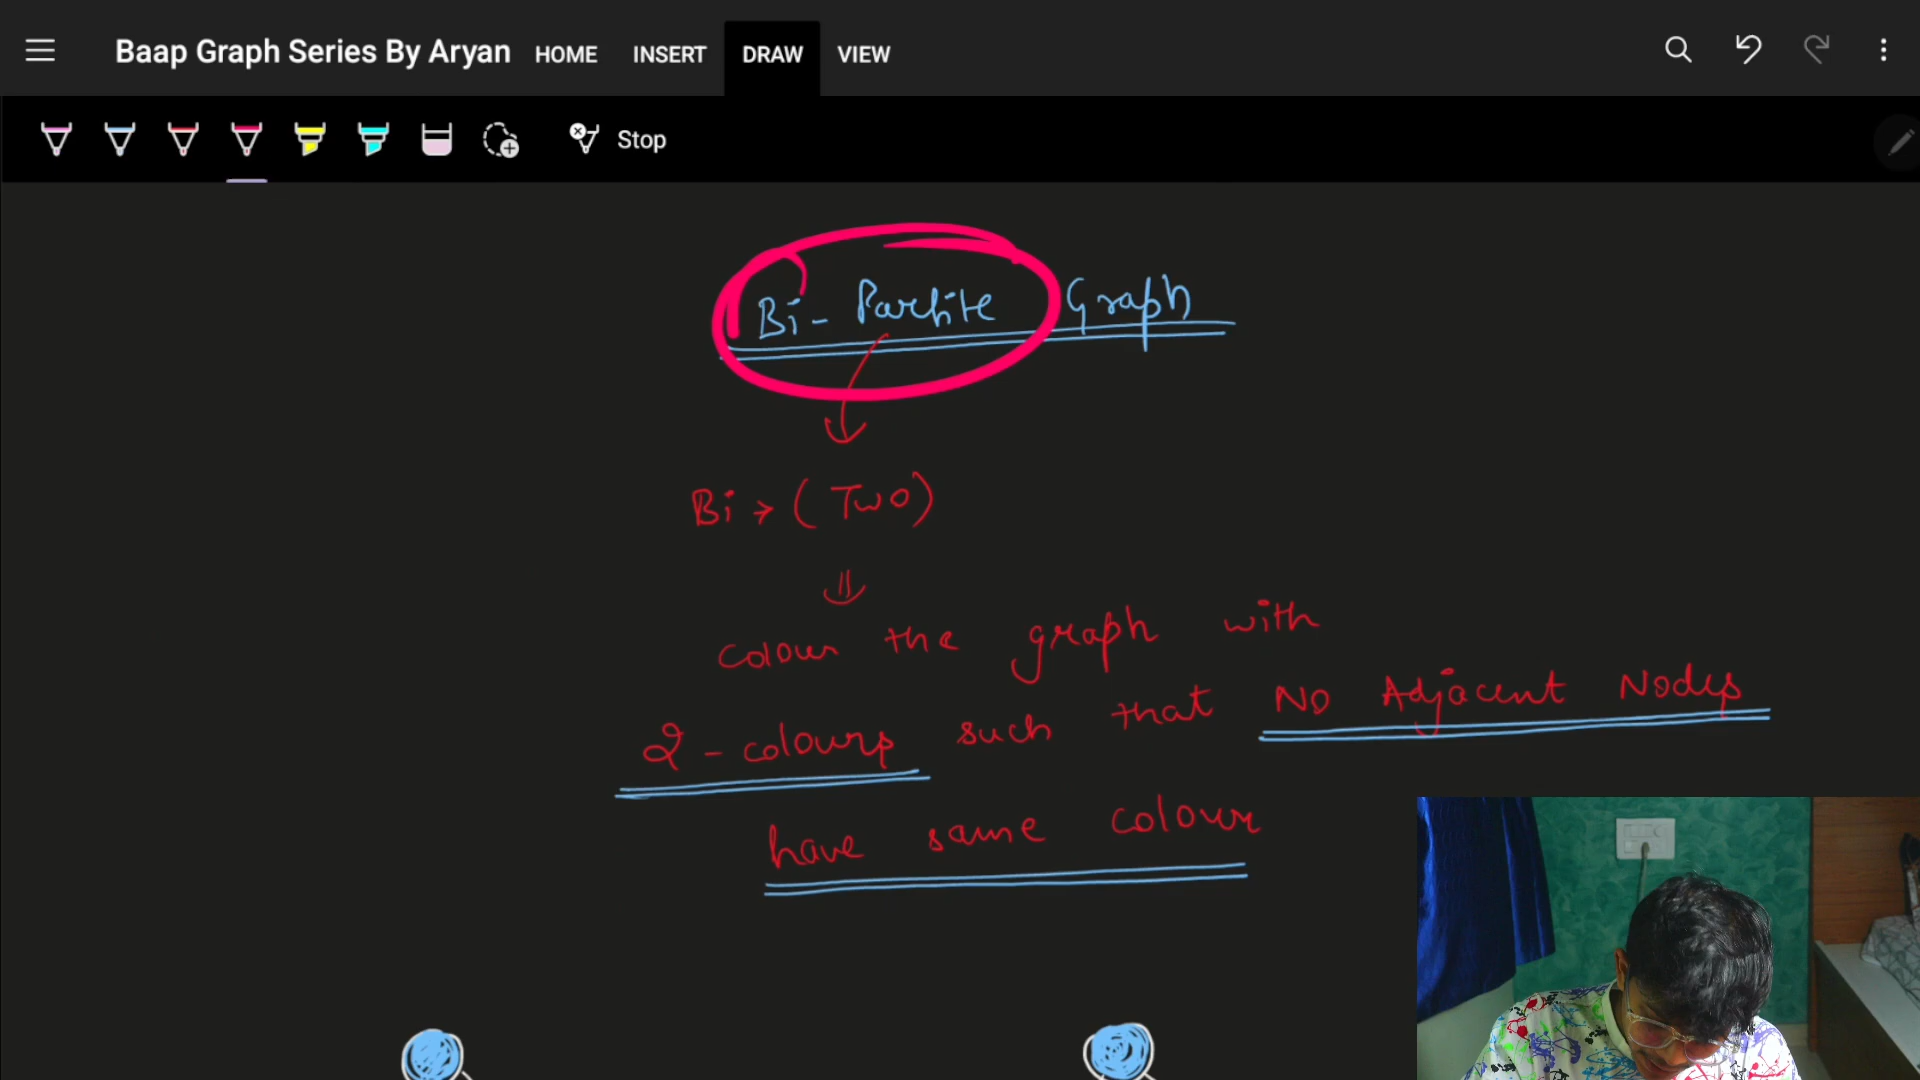 Baap Graph Series By Aryan HOME INSERT DRAW VIEW
Stop
Bi - Partite Graph
Bi → (Two)
Colour the graph with
2 - colours such that No Adjacent Nodes
have same colour